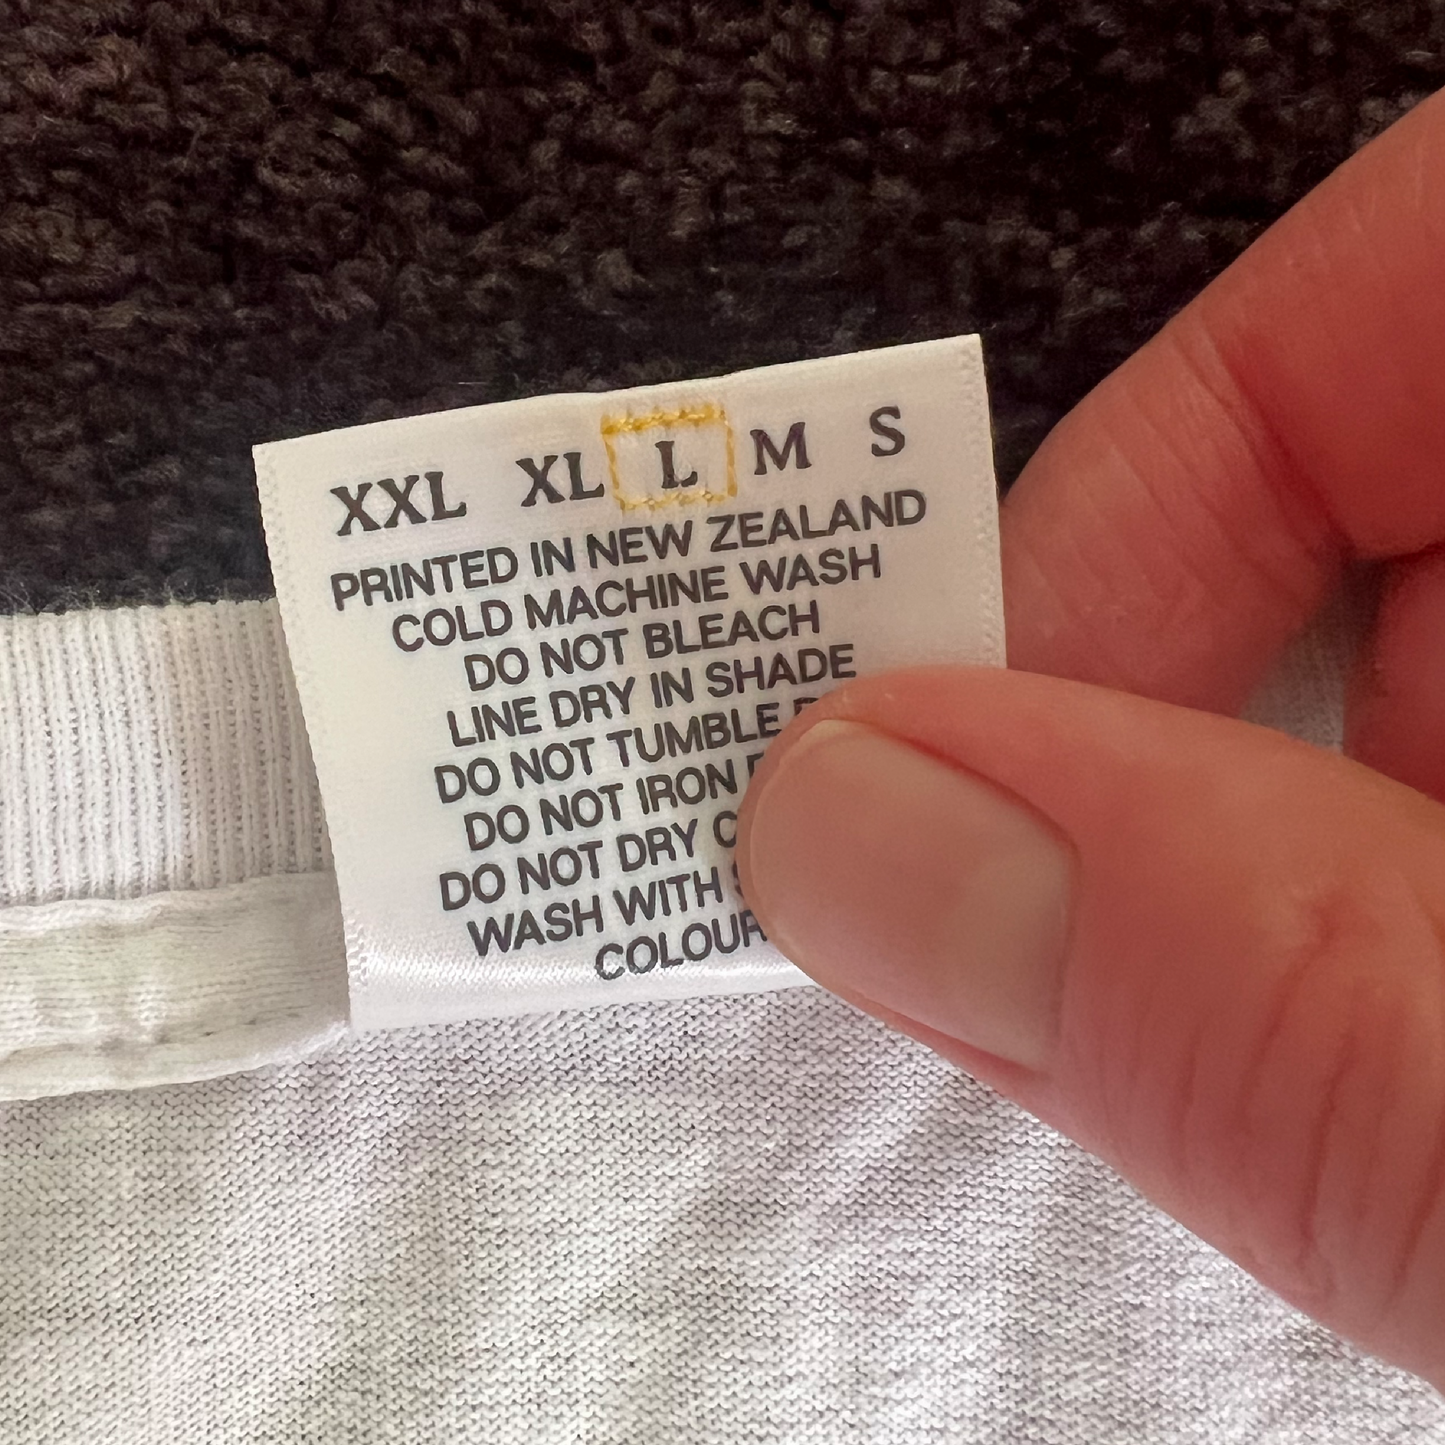 XXL XL L M S
PRINTED IN NEW ZEALAND
COLD MACHINE WASH
DO NOT BLEACH
LINE DRY IN SHADE
DO NOT TUMBLE
DO NOT IRON
DO NOT DRY
WASH WITH
COLOUR